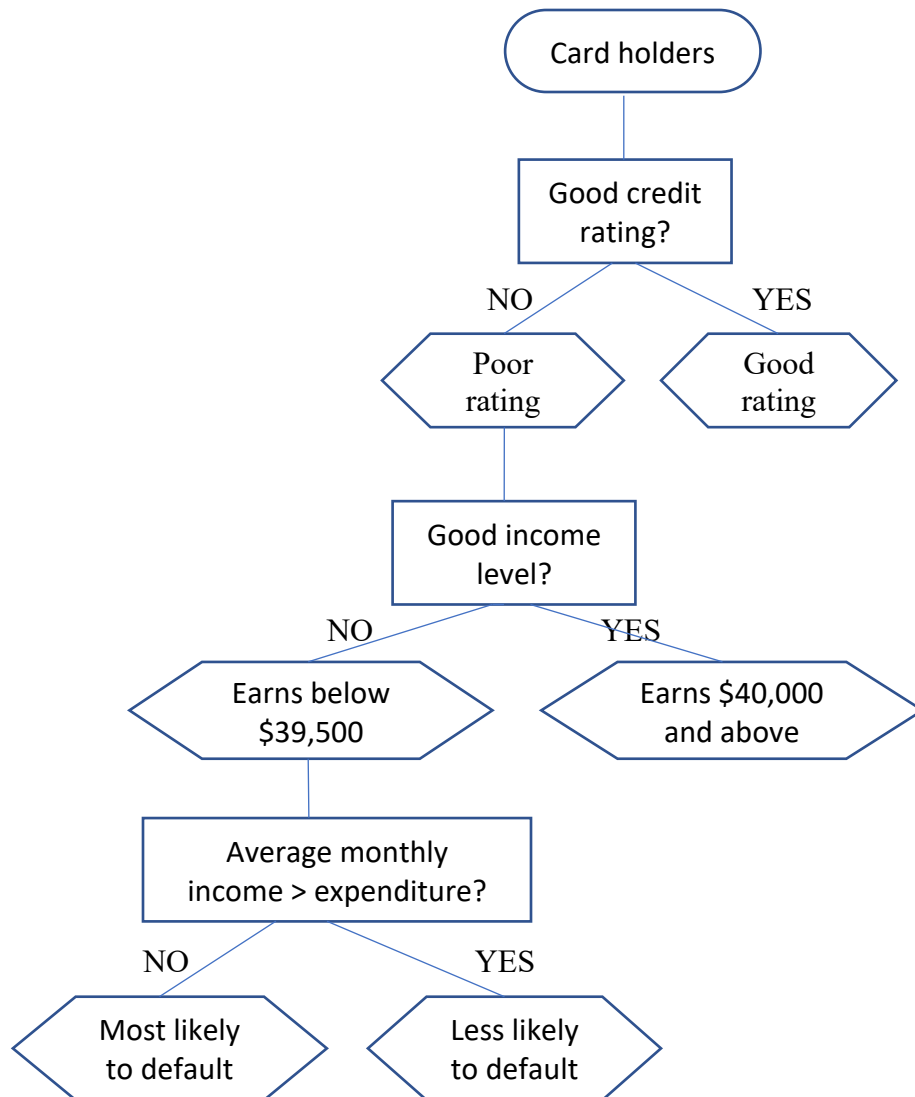 Card holders
Good credit
rating?
NO
YES
Poor
rating
Good
rating
Good income
level?
NO
YES
Earns below
$39,500
Earns $40,000
and above
Average monthly
income > expenditure?
NO
YES
Most likely
to default
Less likely
to default